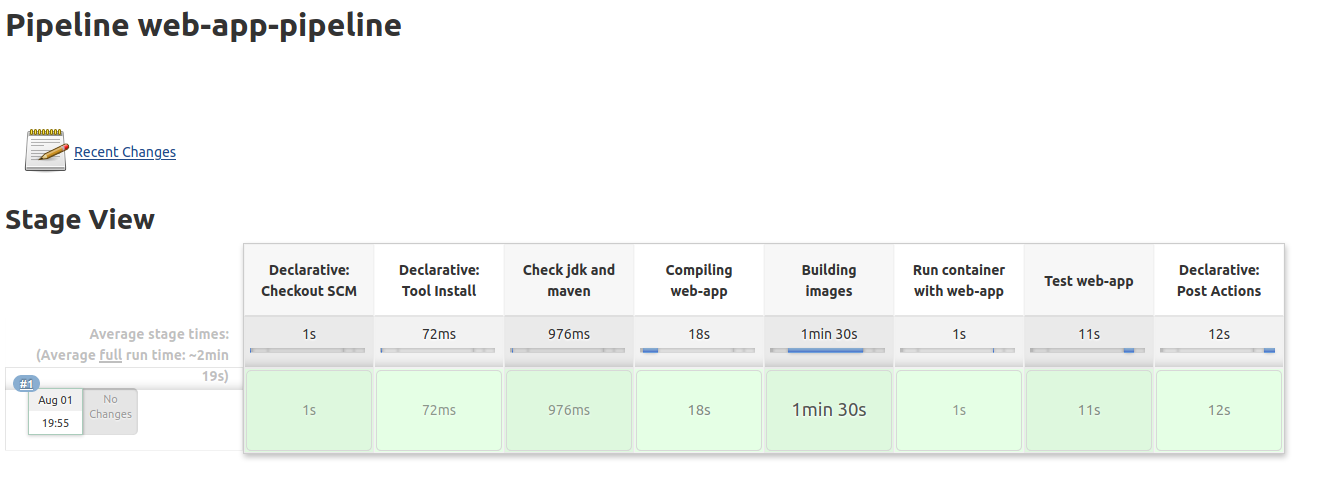 Pipeline web-app-pipeline
Recent Changes
Stage View
Declarative: Checkout SCM
Declarative: Tool Install
Check jdk and maven
Compiling web-app
Building images
Run container with web-app
Test web-app
Declarative: Post Actions
Average stage times:
(Average full run time: ~2min
19s)
1s
72ms
976ms
18s
1min 30s
1s
11s
12s
#1
Aug 01
19:55
No
Changes
1s
72ms
976ms
18s
1min 30s
1s
11s
12s